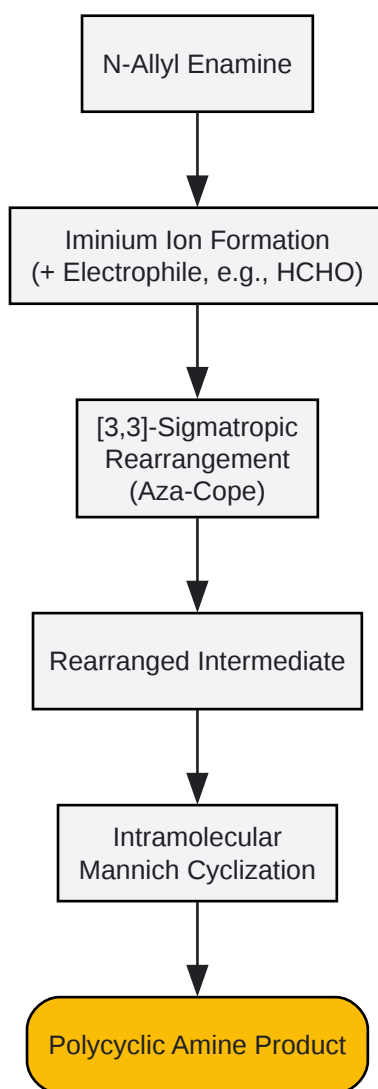 N-Allyl Enamine
Iminium Ion Formation
(+ Electrophile, e.g., HCHO)
[3,3]-Sigmatropic
Rearrangement
(Aza-Cope)
Rearranged Intermediate
Intramolecular
Mannich Cyclization
Polycyclic Amine Product